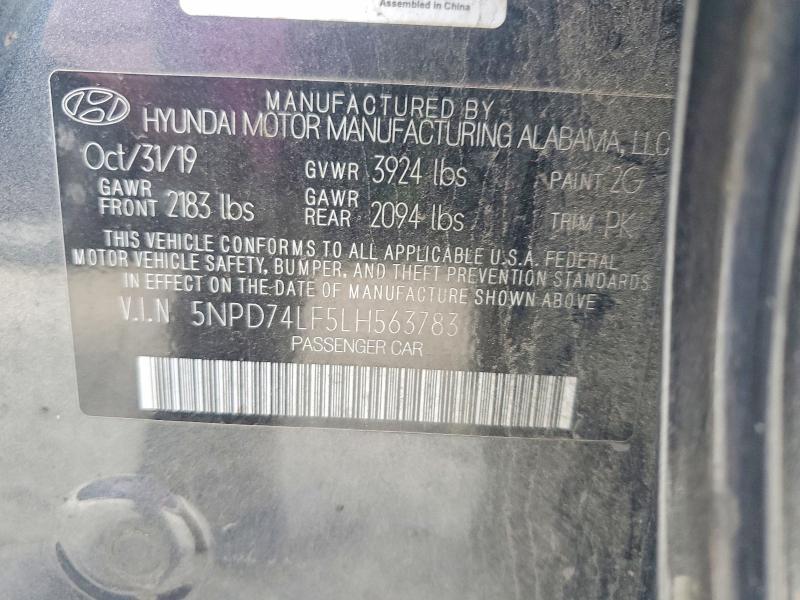 Assembled in China
MANUFACTURED BY
HYUNDAI MOTOR MANUFACTURING ALABAMA, LLC
Oct/31/19 GVWR 3924 lbs PAINT 2G
GAWR FRONT 2183 lbs GAWR REAR 2094 lbs TRIM PK
THIS VEHICLE CONFORMS TO ALL APPLICABLE U.S.A. FEDERAL
MOTOR VEHICLE SAFETY, BUMPER, AND THEFT PREVENTION STANDARDS
IN EFFECT ON THE DATE OF MANUFACTURE SHOWN ABOVE
V.I.N 5NPD74LF5LH563783
PASSENGER CAR